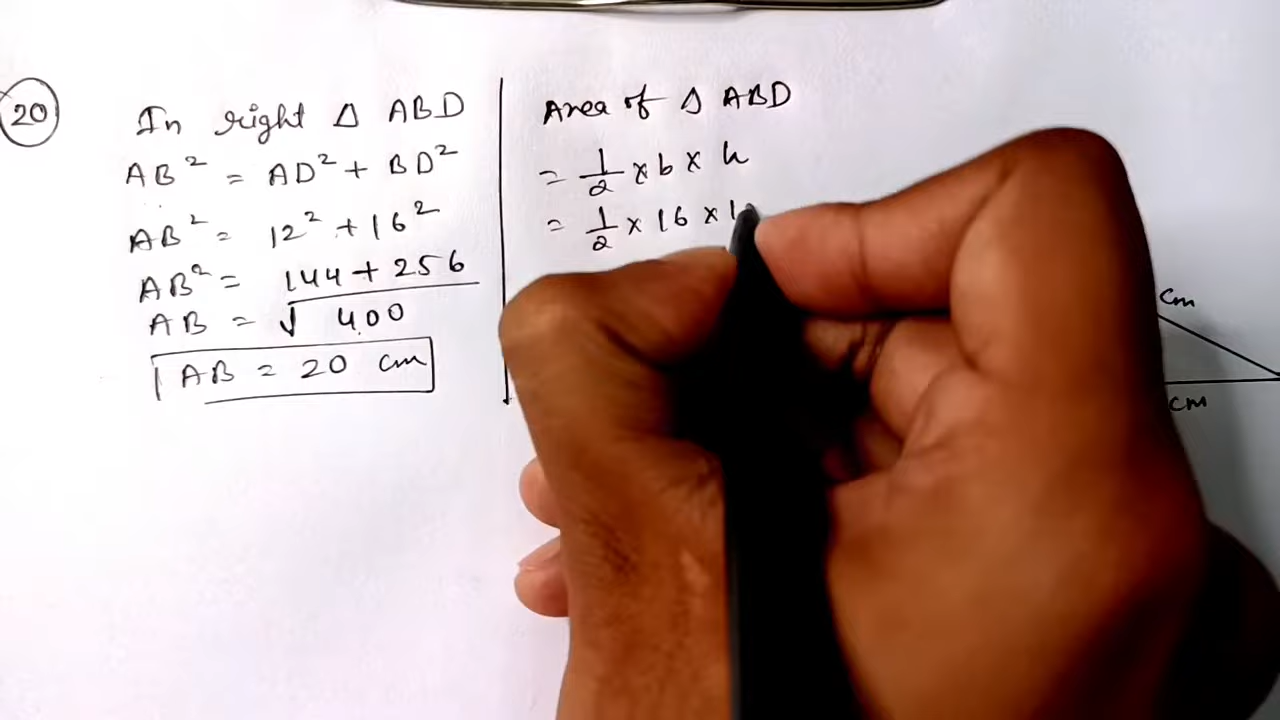 20
In right Δ ABD
AB² = AD² + BD²
AB² = 12² + 16²
AB² = 144 + 256
AB = √400
AB = 20 cm
Area of Δ ABD
= 1/2 × b × h
= 1/2 × 16 × 1
cm
cm